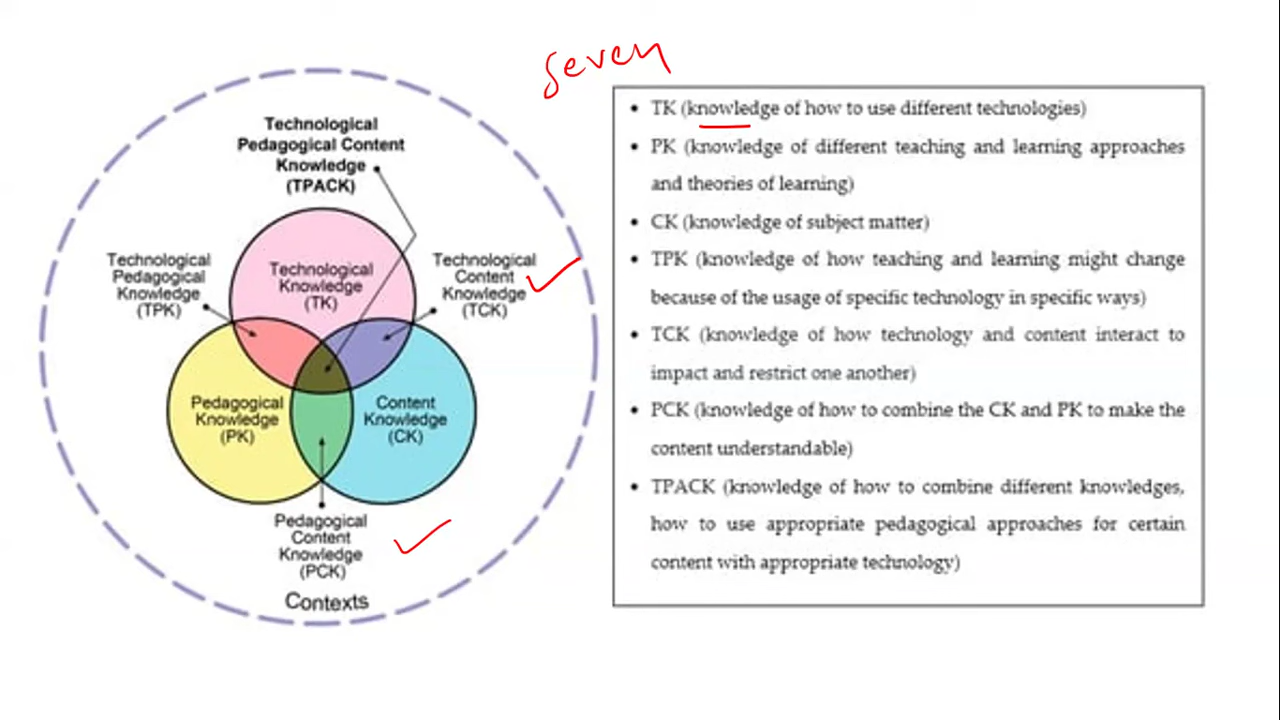 seven
Technological
Pedagogical Content
Knowledge
(TPACK)
Technological
Pedagogical
Knowledge
(TPK)
Technological
Knowledge
(TK)
Technological
Content
Knowledge
(TCK)
Pedagogical
Knowledge
(PK)
Content
Knowledge
(CK)
Pedagogical
Content
Knowledge
(PCK)
Contexts
• TK (knowledge of how to use different technologies)
• PK (knowledge of different teaching and learning approaches
and theories of learning)
• CK (knowledge of subject matter)
• TPK (knowledge of how teaching and learning might change
because of the usage of specific technology in specific ways)
• TCK (knowledge of how technology and content interact to
impact and restrict one another)
• PCK (knowledge of how to combine the CK and PK to make the
content understandable)
• TPACK (knowledge of how to combine different knowledges,
how to use appropriate pedagogical approaches for certain
content with appropriate technology)